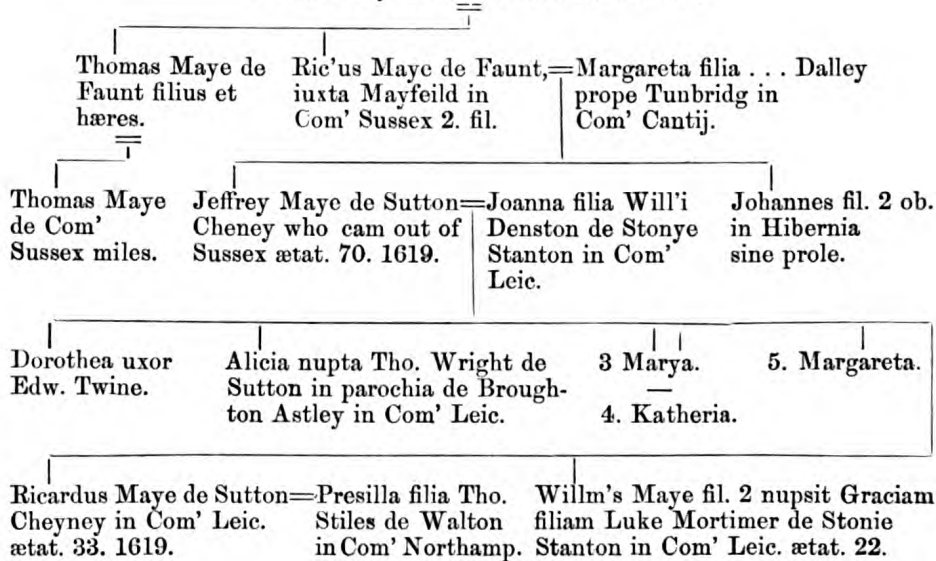 Thomas Maye de
Faunt filius et
hæres.
Ric'us Maye de Faunt,
iuxta Mayfeild in
Com' Sussex 2. fil.
=Margareta filia . . . Dalley
prope Tunbridg in
Com' Cantij.
Thomas Maye
de Com'
Sussex miles.
Jeffrey Maye de Sutton
Cheney who cam out of
Sussex ætat. 70. 1619.
=Joanna filia Will'i
Denston de Stonye
Stanton in Com'
Leic.
Johannes fil. 2 ob.
in Hibernia
sine prole.
Dorothea uxor
Edw. Twine.
Alicia nupta Tho. Wright de
Sutton in parochia de Brough-
ton Astley in Com' Leic.
3 Marya.
4. Katheria.
5. Margareta.
Ricardus Maye de Sutton
Cheyney in Com' Leic.
ætat. 33. 1619.
=Presilla filia Tho.
Stiles de Walton
in Com' Northamp.
Willm's Maye fil. 2 nupsit Graciam
filiam Luke Mortimer de Stonie
Stanton in Com' Leic. ætat. 22.